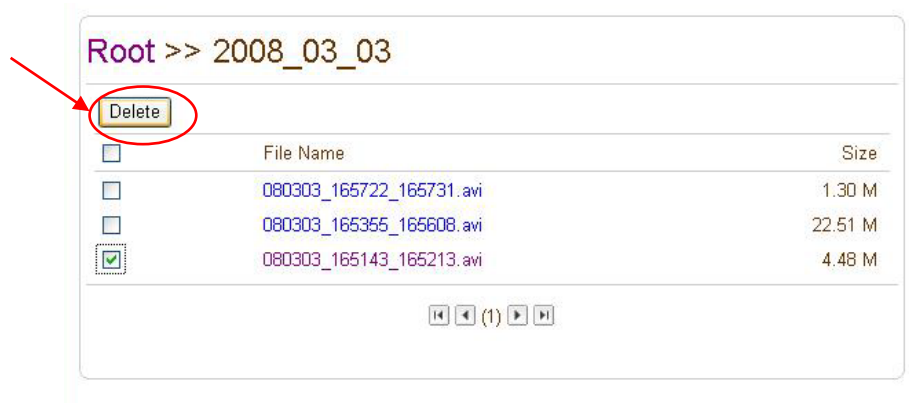 Root >> 2008_03_03
Delete
File Name Size
080303_165722_165731.avi 1.30 M
080303_165355_165608.avi 22.51 M
080303_165143_165213.avi 4.48 M
(1)